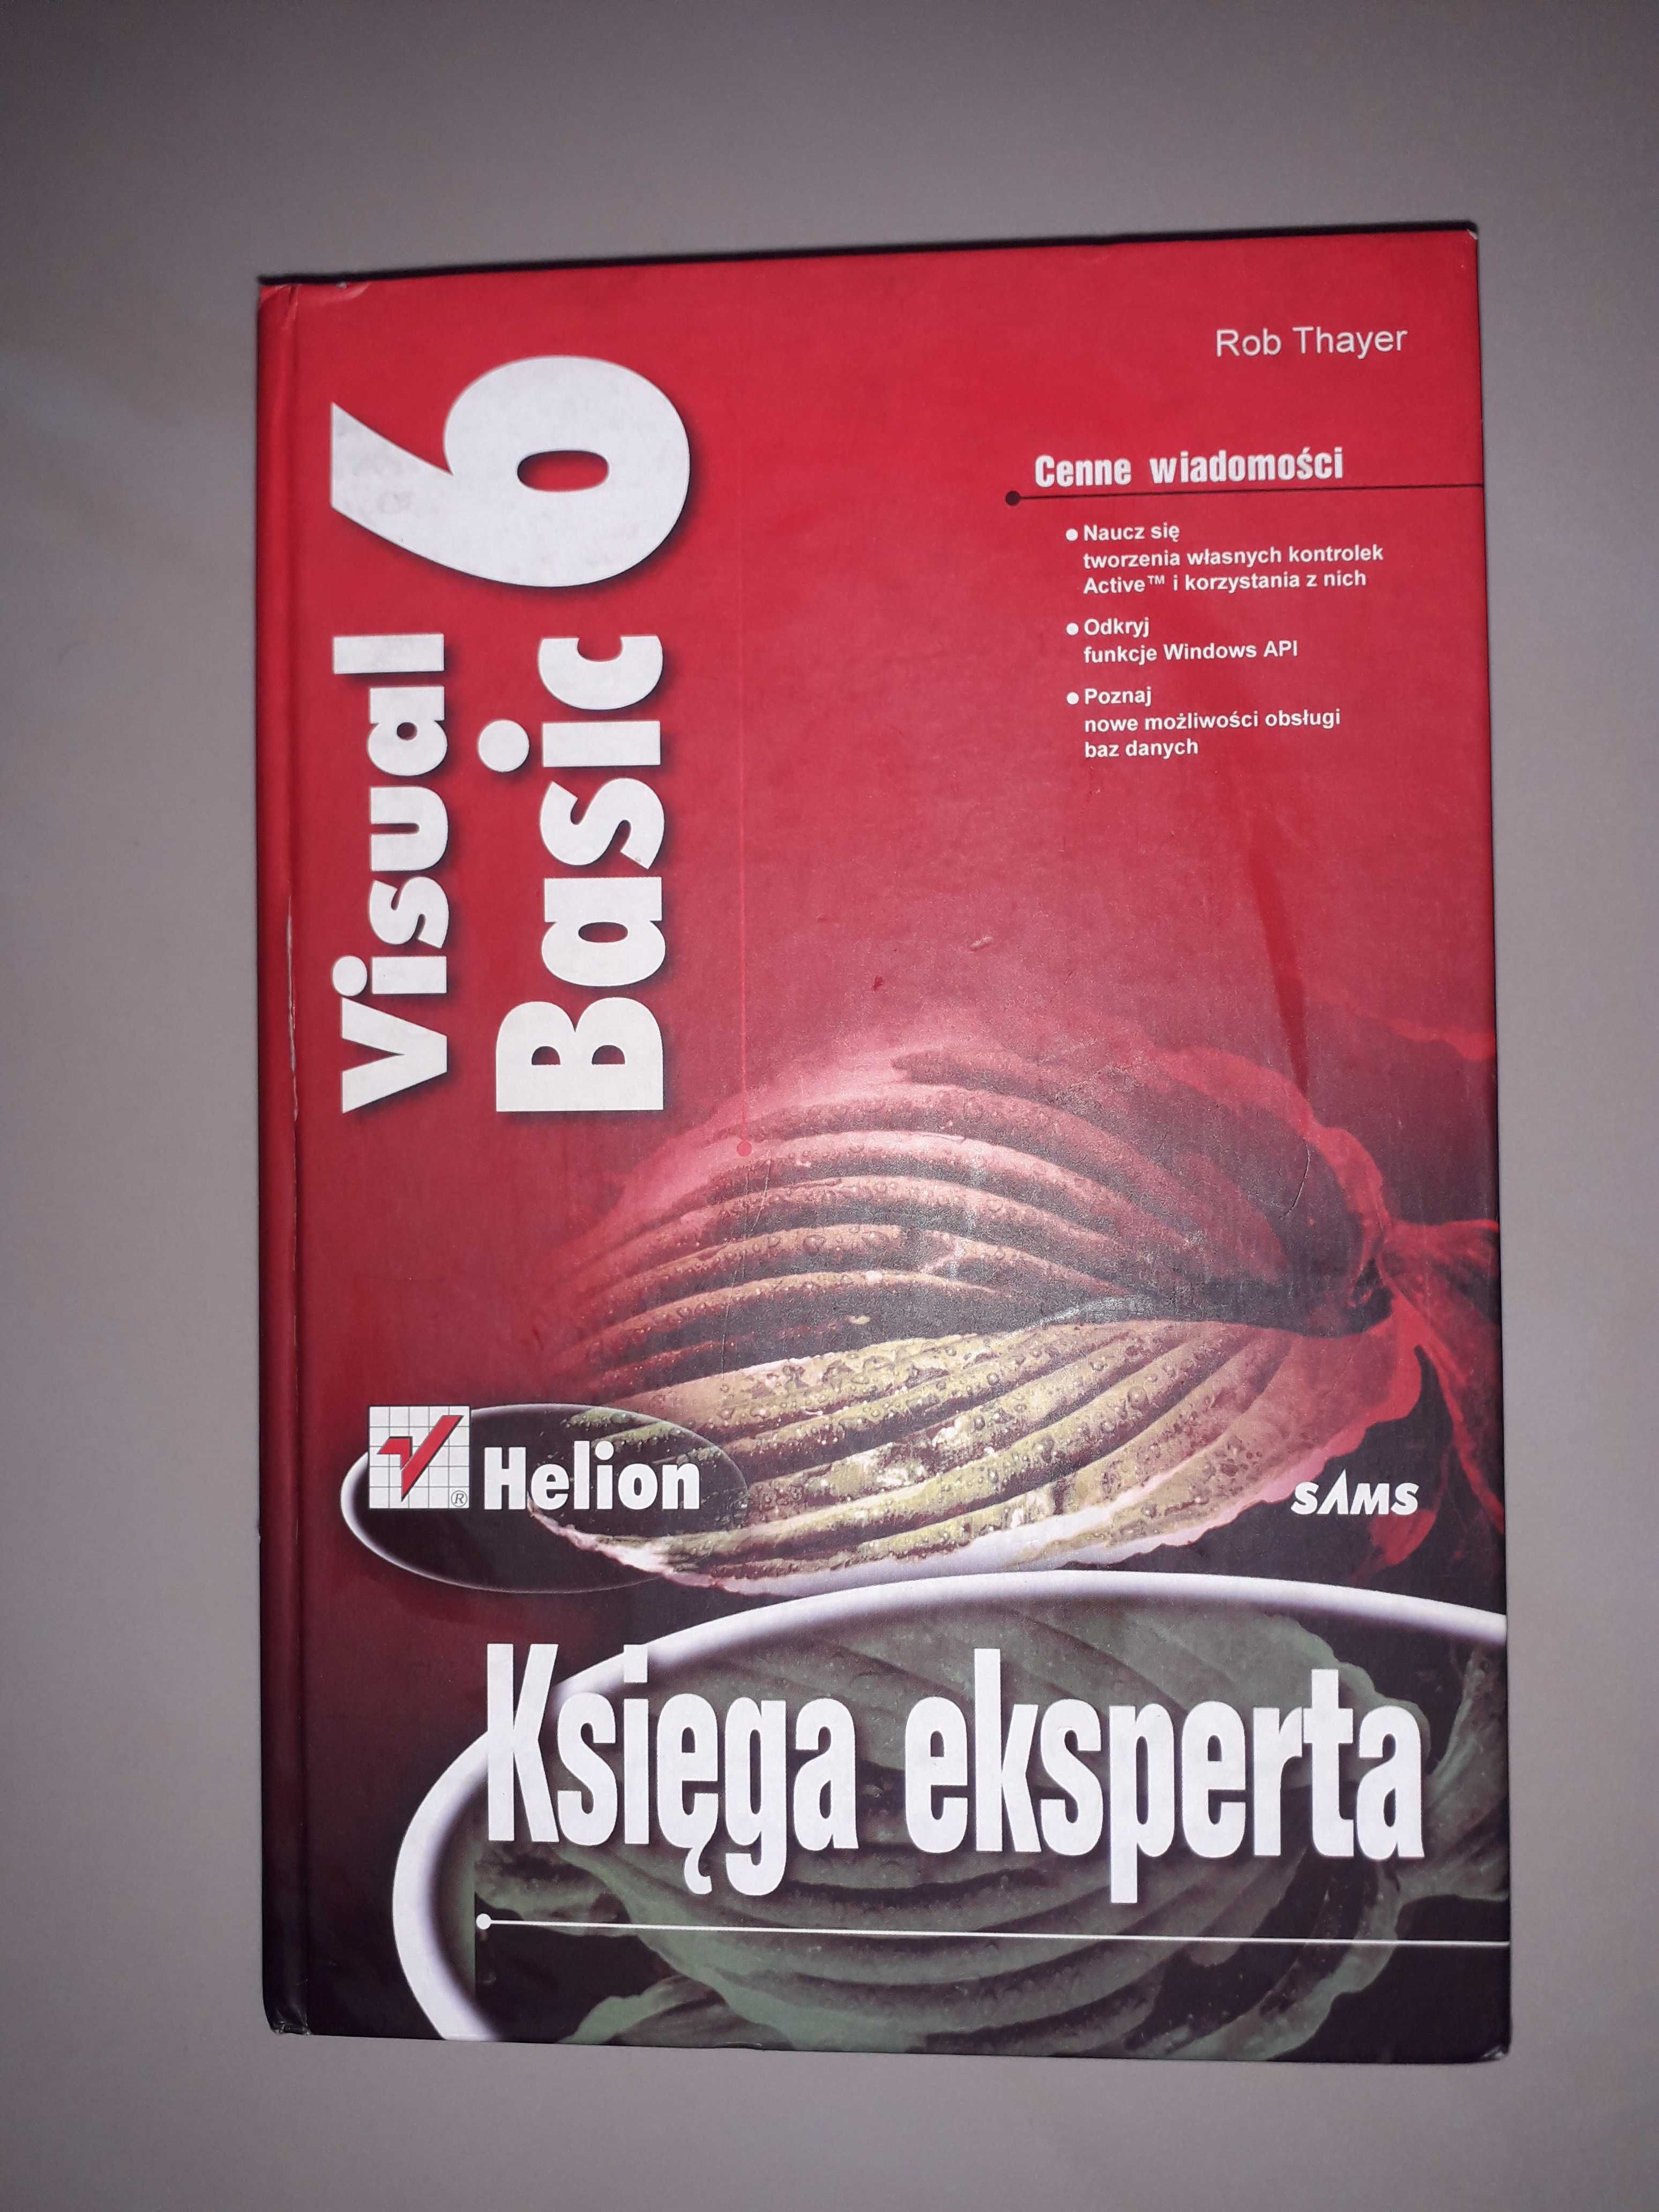 Rob Thayer
Visual
Basic 6
Cenne wiadomości
Naucz się
tworzenia własnych kontrolek
Active™ i korzystania z nich
Odkryj
funkcje Windows API
Poznaj
nowe możliwości obsługi
baz danych
® Helion
SAMS
Księga eksperta